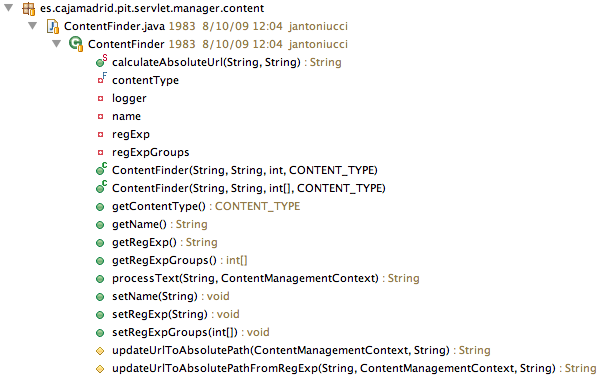 es.cajamadrid.pit.servlet.manager.content
ContentFinder.java 1983 8/10/09 12:04 jantoniucci
ContentFinder 1983 8/10/09 12:04 jantoniucci
calculateAbsoluteUrl(String, String) : String
contentType
logger
name
regExp
regExpGroups
ContentFinder(String, String, int, CONTENT_TYPE)
ContentFinder(String, String, int[], CONTENT_TYPE)
getContentType() : CONTENT_TYPE
getName() : String
getRegExp() : String
getRegExpGroups() : int[]
processText(String, ContentManagementContext) : String
setName(String) : void
setRegExp(String) : void
setRegExpGroups(int[]) : void
updateUrlToAbsolutePath(ContentManagementContext, String) : String
updateUrlToAbsolutePathFromRegExp(String, ContentManagementContext, String) : String